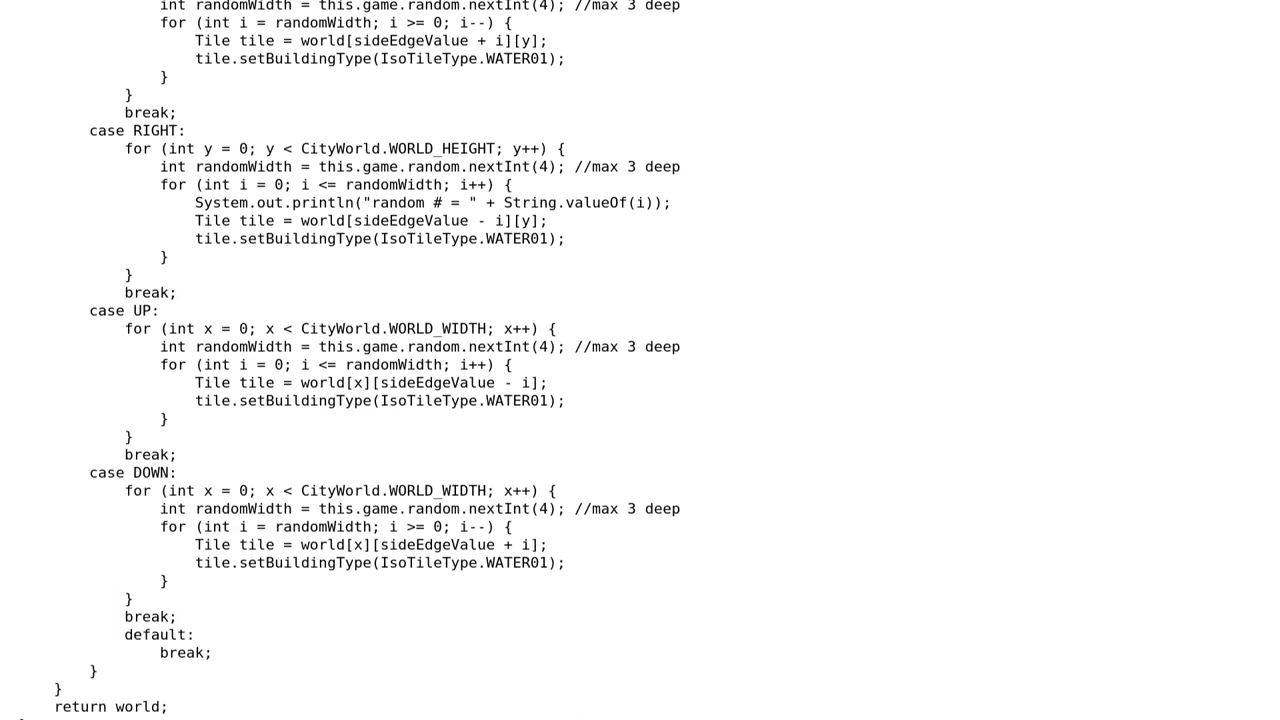 int randomWidth = this.game.random.nextInt(4); //max 3 deep
                for (int i = randomWidth; i >= 0; i--) {
                    Tile tile = world[sideEdgeValue + i][y];
                    tile.setBuildingType(IsoTileType.WATER01);
                }
            }
            break;
        case RIGHT:
            for (int y = 0; y < CityWorld.WORLD_HEIGHT; y++) {
                int randomWidth = this.game.random.nextInt(4); //max 3 deep
                for (int i = 0; i <= randomWidth; i++) {
                    System.out.println("random # = " + String.valueOf(i));
                    Tile tile = world[sideEdgeValue - i][y];
                    tile.setBuildingType(IsoTileType.WATER01);
                }
            }
            break;
        case UP:
            for (int x = 0; x < CityWorld.WORLD_WIDTH; x++) {
                int randomWidth = this.game.random.nextInt(4); //max 3 deep
                for (int i = 0; i <= randomWidth; i++) {
                    Tile tile = world[x][sideEdgeValue - i];
                    tile.setBuildingType(IsoTileType.WATER01);
                }
            }
            break;
        case DOWN:
            for (int x = 0; x < CityWorld.WORLD_WIDTH; x++) {
                int randomWidth = this.game.random.nextInt(4); //max 3 deep
                for (int i = randomWidth; i >= 0; i--) {
                    Tile tile = world[x][sideEdgeValue + i];
                    tile.setBuildingType(IsoTileType.WATER01);
                }
            }
            break;
            default:
                break;
        }
    }
    return world;